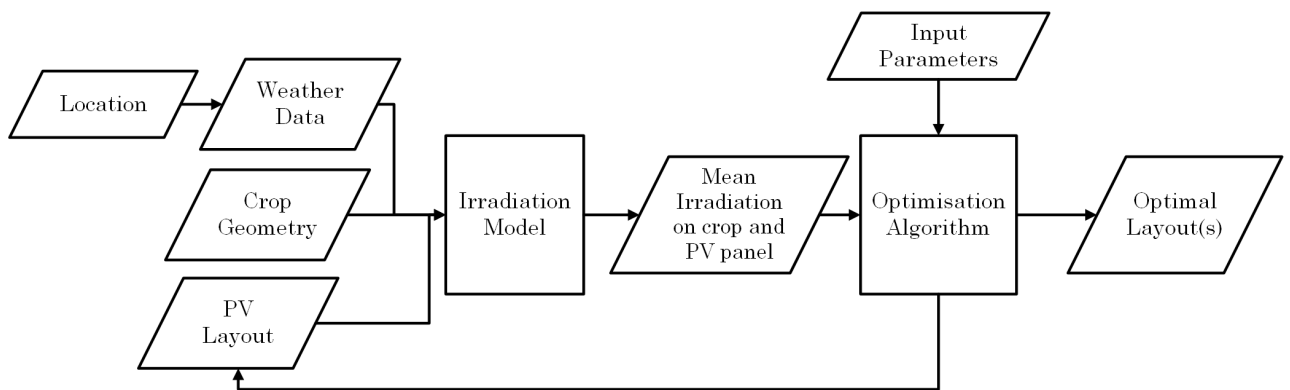 Location
Weather
Data
Crop
Geometry
PV
Layout
Irradiation
Model
Mean
Irradiation
on crop and
PV panel
Input
Parameters
Optimisation
Algorithm
Optimal
Layout(s)